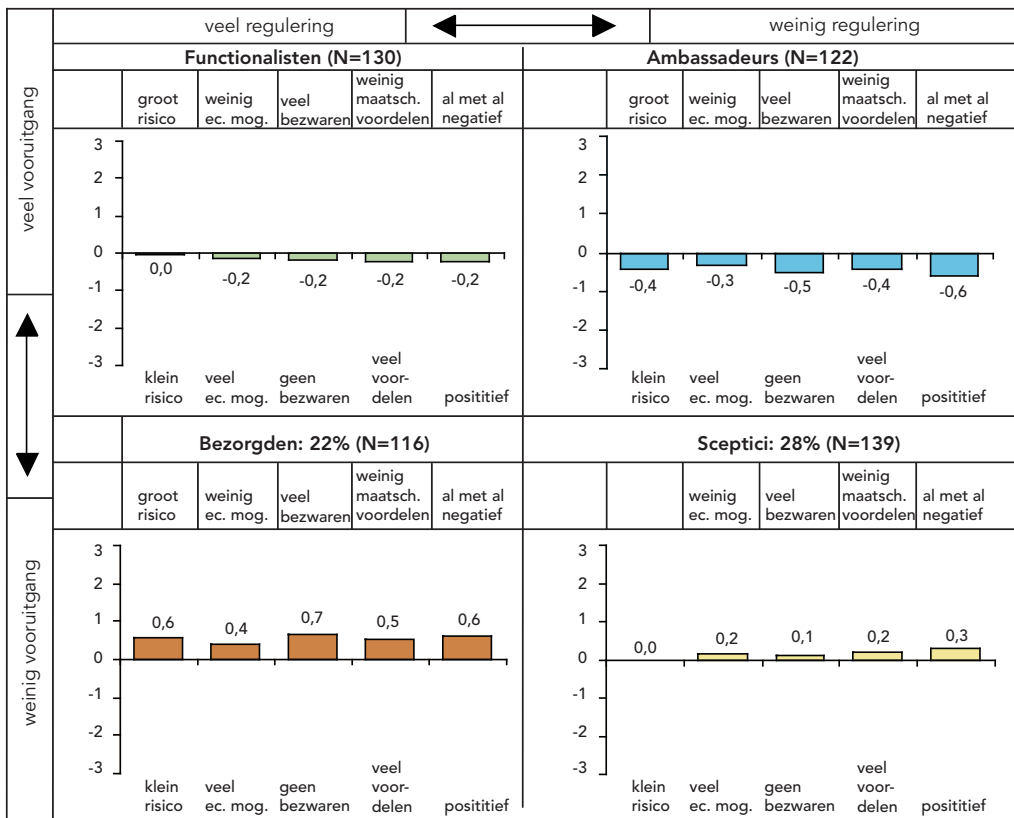 veel regulering
weinig regulering
veel vooruitgang
weinig vooruitgang
Functionalisten (N=130)
groot
risico
weinig
ec. mog.
veel
bezwaren
weinig
maatsch.
voordelen
al met al
negatief
3
2
1
0
-1
-2
-3
0,0
-0,2
-0,2
-0,2
-0,2
klein
risico
veel
ec. mog.
geen
bezwaren
veel
voor-
delen
posititief
Ambassadeurs (N=122)
groot
risico
weinig
ec. mog.
veel
bezwaren
weinig
maatsch.
voordelen
al met al
negatief
3
2
1
0
-1
-2
-3
-0,4
-0,3
-0,5
-0,4
-0,6
klein
risico
veel
ec. mog.
geen
bezwaren
veel
voor-
delen
posititief
Bezorgden: 22% (N=116)
groot
risico
weinig
ec. mog.
veel
bezwaren
weinig
maatsch.
voordelen
al met al
negatief
3
2
1
0
-1
-2
-3
0,6
0,4
0,7
0,5
0,6
klein
risico
veel
ec. mog.
geen
bezwaren
veel
voor-
delen
posititief
Sceptici: 28% (N=139)
weinig
ec. mog.
veel
bezwaren
weinig
maatsch.
voordelen
al met al
negatief
3
2
1
0
-1
-2
-3
0,0
0,2
0,1
0,2
0,3
klein
risico
veel
ec. mog.
geen
bezwaren
veel
voor-
delen
posititief